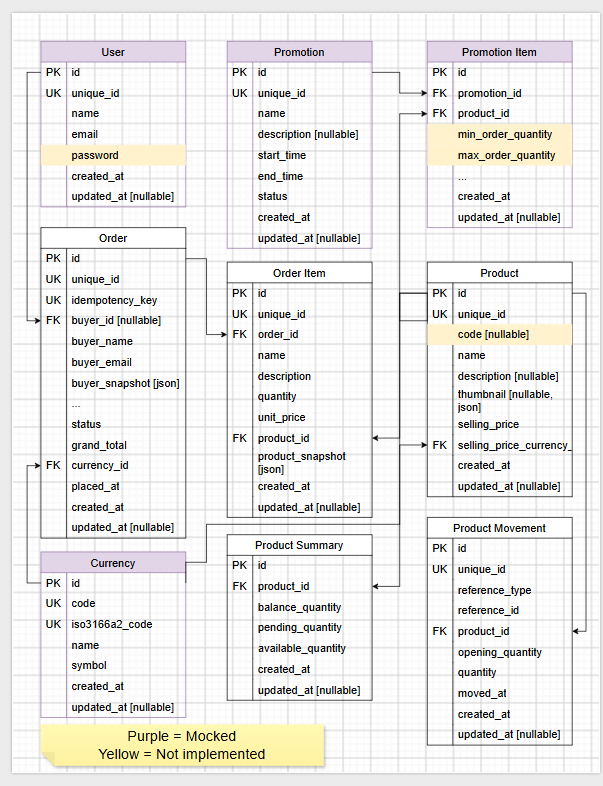 User
PK id
UK unique_id
name
email
password
created_at
updated_at [nullable]
Promotion
PK id
UK unique_id
name
description [nullable]
start_time
end_time
status
created_at
updated_at [nullable]
Promotion Item
PK id
FK promotion_id
FK product_id
min_order_quantity
max_order_quantity
...
created_at
updated_at [nullable]
Order
PK id
UK unique_id
UK idempotency_key
FK buyer_id [nullable]
buyer_name
buyer_email
buyer_snapshot [json]
...
status
grand_total
FK currency_id
placed_at
created_at
updated_at [nullable]
Order Item
PK id
UK unique_id
FK order_id
name
description
quantity
unit_price
FK product_id
product_snapshot
[json]
created_at
updated_at [nullable]
Product
PK id
UK unique_id
code [nullable]
name
description [nullable]
thumbnail [nullable,
json]
selling_price
FK selling_price_currency_
created_at
updated_at [nullable]
Currency
PK id
UK code
UK iso3166a2_code
name
symbol
created_at
updated_at [nullable]
Product Summary
PK id
FK product_id
balance_quantity
pending_quantity
available_quantity
created_at
updated_at [nullable]
Product Movement
PK id
UK unique_id
reference_type
reference_id
FK product_id
opening_quantity
quantity
moved_at
created_at
updated_at [nullable]
Purple = Mocked
Yellow = Not implemented